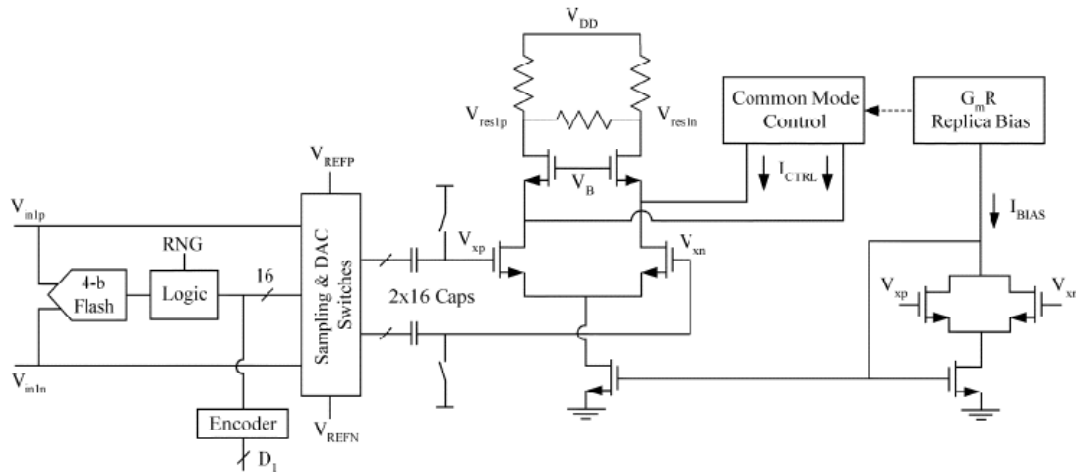 V_DD
V_res1p
V_res1n
Common Mode
Control
G_mR
Replica Bias
V_REFP
V_B
I_CTRL
I_BIAS
V_in1p
RNG
4-b
Flash
Logic
16
Sampling & DAC
Switches
V_xp
V_xn
2x16 Caps
V_xp
V_xn
V_in1n
Encoder
V_REFN
D_1